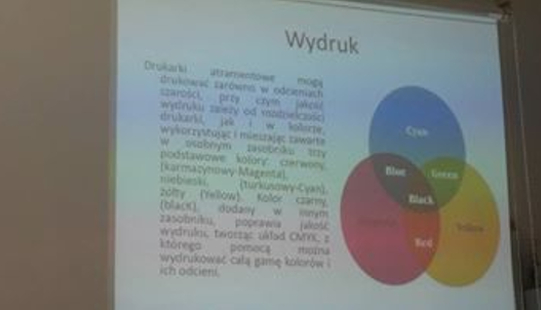 Wydruk
Drukarki atramentowe mogą
drukować zarówno w odcieniach
szarości, przy czym jakość
wydruku zależy od rozdzielczości
drukarki, jak i w kolorze,
wykorzystując i mieszając zawarte
w osobnym zasobniku trzy
podstawowe kolory: czerwony,
(karmazynowy-Magenta),
niebieski, (turkusowy-Cyan),
żółty (Yellow). Kolor czarny,
(blacK), dodany w innym
zasobniku, poprawia jakość
wydruku, tworząc układ CMYK, z
którego pomocą można
wydrukować całą gamę kolorów i
ich odcieni.
Cyan
Blue
Green
Black
Magenta
Yellow
Red